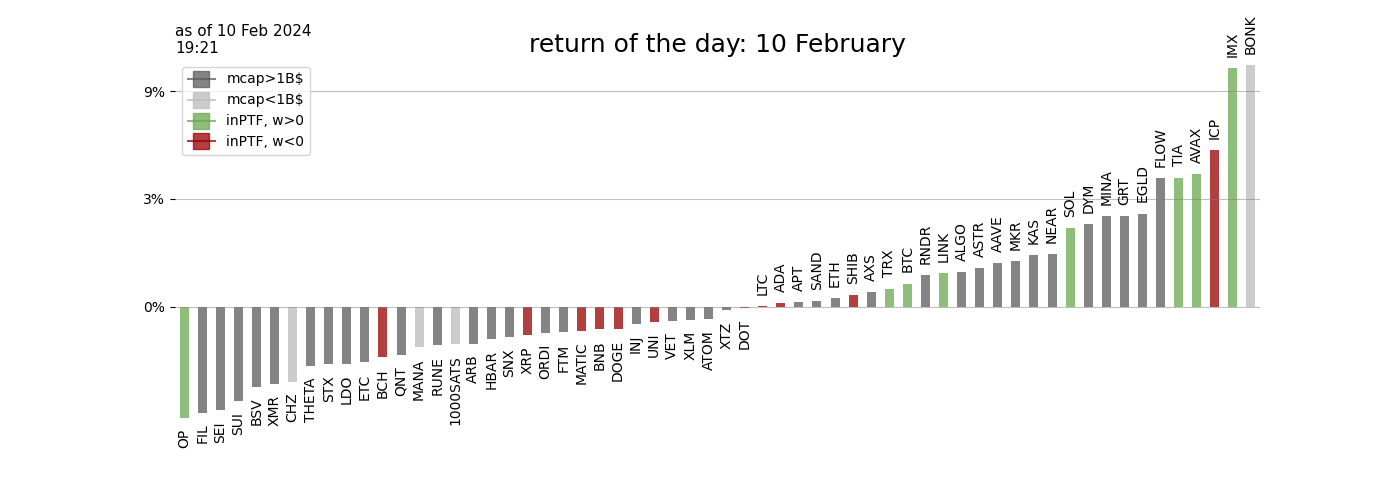 as of 10 Feb 2024
19:21
return of the day: 10 February
mcap>1B$
mcap<1B$
inPTF, w>0
inPTF, w<0
9%
3%
0%
OP
FIL
SEI
SUI
BSV
XMR
CHZ
THETA
STX
LDO
ETC
BCH
QNT
MANA
RUNE
1000SATS
ARB
HBAR
SNX
XRP
ORDI
FTM
MATIC
BNB
DOGE
INJ
UNI
VET
XLM
ATOM
XTZ
DOT
LTC
ADA
APT
SAND
ETH
SHIB
AXS
TRX
BTC
RNDR
LINK
ALGO
ASTR
AAVE
MKR
KAS
NEAR
SOL
DYM
MINA
GRT
EGLD
FLOW
TIA
AVAX
ICP
IMX
BONK